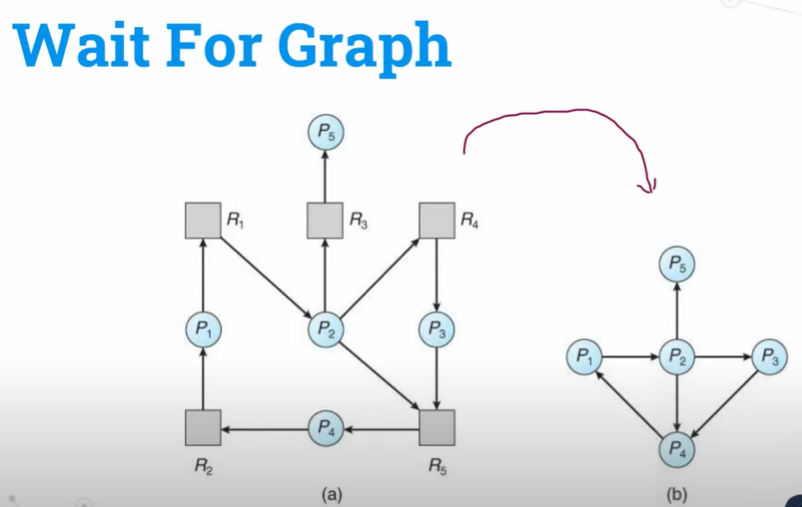 Wait For Graph
P5
R1
R3
R4
P1
P2
P3
P4
R2
R5
(a)
P5
P1
P2
P3
P4
(b)